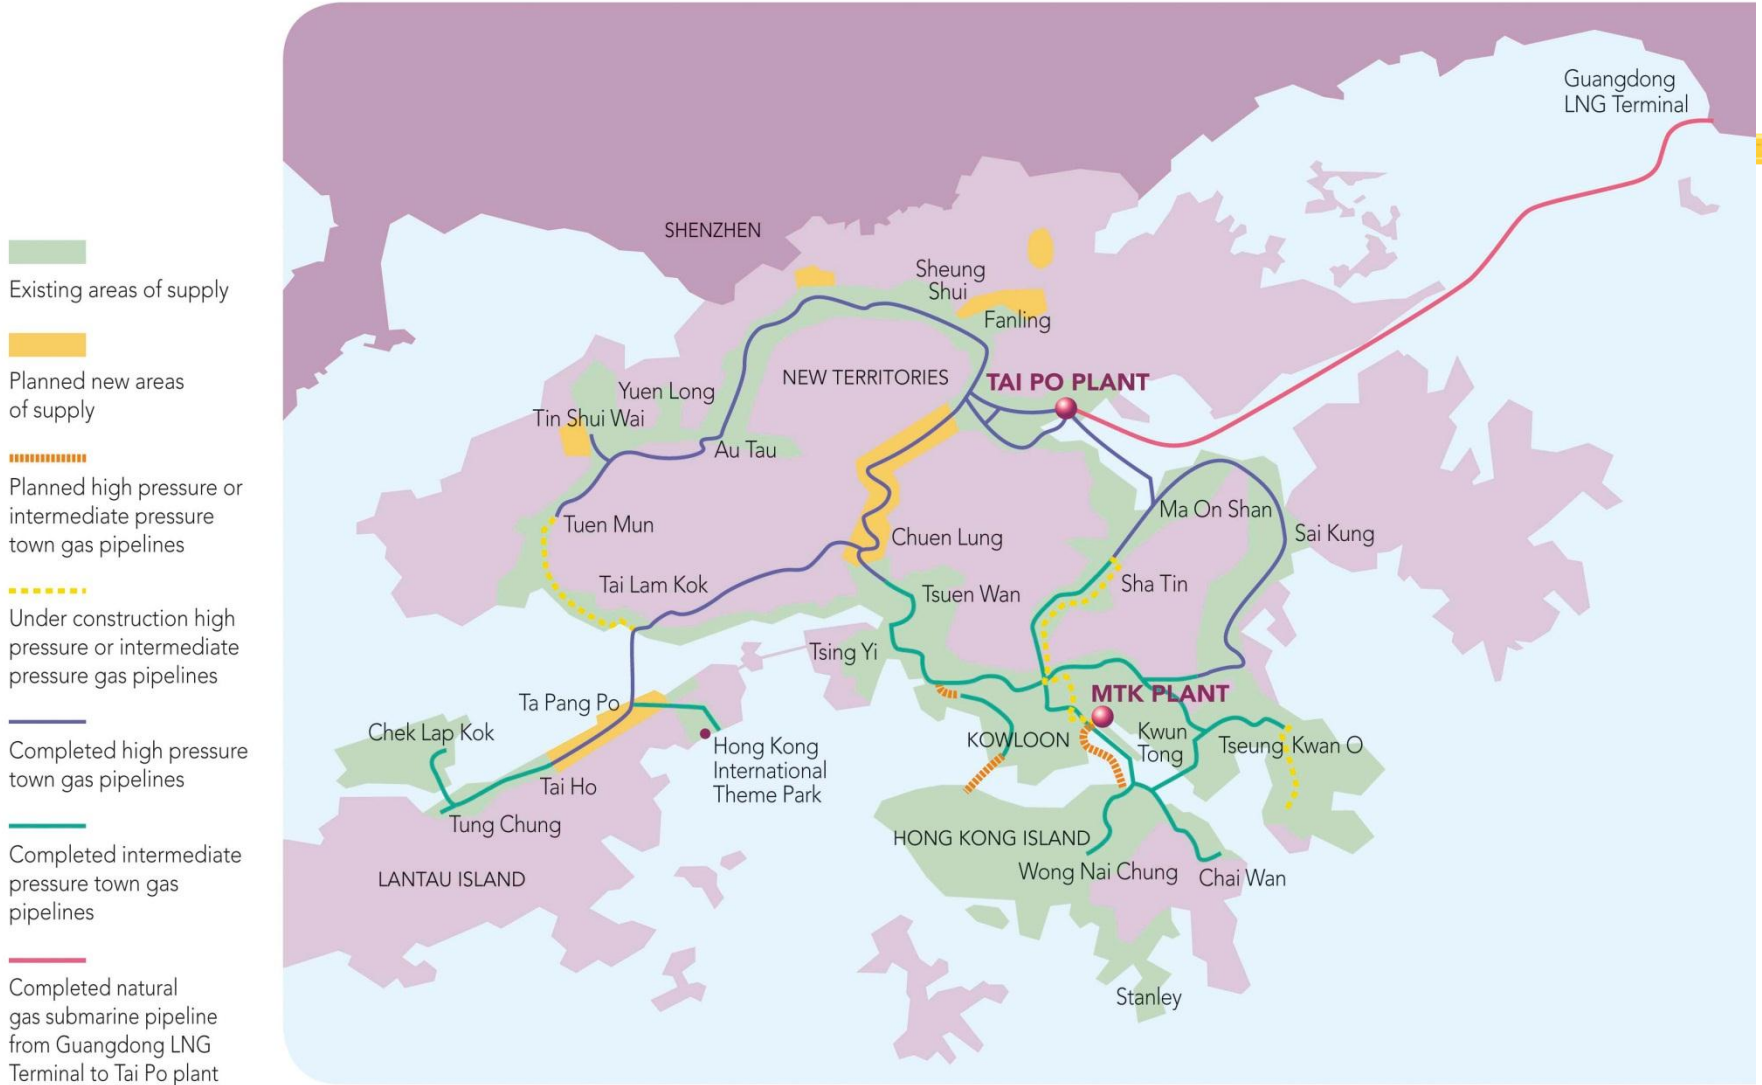 Existing areas of supply
Planned new areas
of supply
Planned high pressure or
intermediate pressure
town gas pipelines
Under construction high
pressure or intermediate
pressure gas pipelines
Completed high pressure
town gas pipelines
Completed intermediate
pressure town gas
pipelines
Completed natural
gas submarine pipeline
from Guangdong LNG
Terminal to Tai Po plant
Guangdong
LNG Terminal
SHENZHEN
Sheung
Shui
Fanling
NEW TERRITORIES
TAI PO PLANT
Yuen Long
Tin Shui Wai
Au Tau
Tuen Mun
Ma On Shan
Sai Kung
Chuen Lung
Tai Lam Kok
Tsuen Wan
Sha Tin
Tsing Yi
Ta Pang Po
MTK PLANT
Chek Lap Kok
KOWLOON
Kwun
Tong
Tseung Kwan O
Hong Kong
International
Theme Park
Tai Ho
Tung Chung
HONG KONG ISLAND
LANTAU ISLAND
Wong Nai Chung
Chai Wan
Stanley